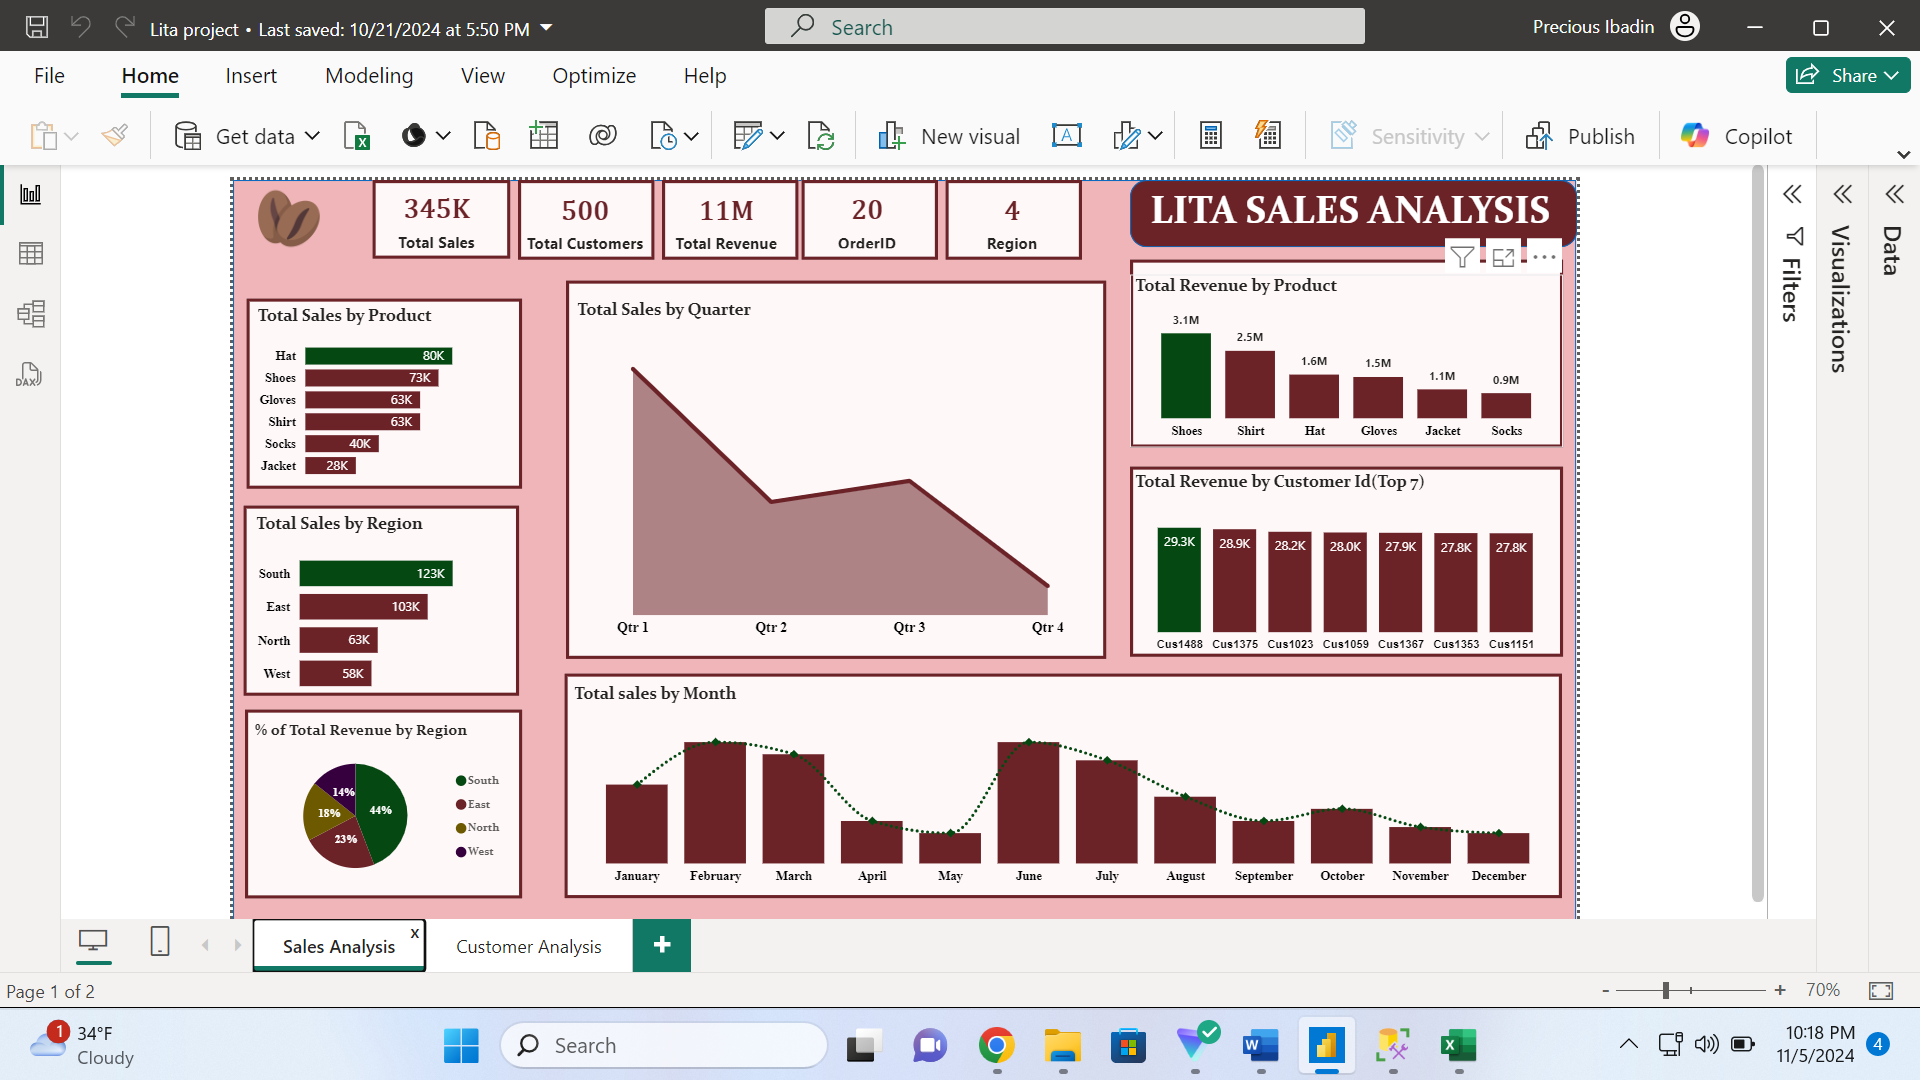 Lita project • Last saved: 10/21/2024 at 5:50 PM
Search
Precious Ibadin
File Home Insert Modeling View Optimize Help
Share
Get data
New visual
Sensitivity
Publish
Copilot
345K
Total Sales
500
Total Customers
11M
Total Revenue
20
OrderID
4
Region
LITA SALES ANALYSIS
Total Sales by Product
Hat 80K
Shoes 73K
Gloves 63K
Shirt 63K
Socks 40K
Jacket 28K
Total Sales by Region
South 123K
East 103K
North 63K
West 58K
% of Total Revenue by Region
14%
44%
18%
23%
South
East
North
West
Total Sales by Quarter
Qtr 1 Qtr 2 Qtr 3 Qtr 4
Total Revenue by Product
3.1M 2.5M 1.6M 1.5M 1.1M 0.9M
Shoes Shirt Hat Gloves Jacket Socks
Total Revenue by Customer Id(Top 7)
29.3K 28.9K 28.2K 28.0K 27.9K 27.8K 27.8K
Cus1488 Cus1375 Cus1023 Cus1059 Cus1367 Cus1353 Cus1151
Total sales by Month
January February March April May June July August September October November December
Filters
Visualizations
Data
DAX
Sales Analysis x
Customer Analysis
+
Page 1 of 2
- + 70%
1
34°F
Cloudy
Search
10:18 PM
11/5/2024
4